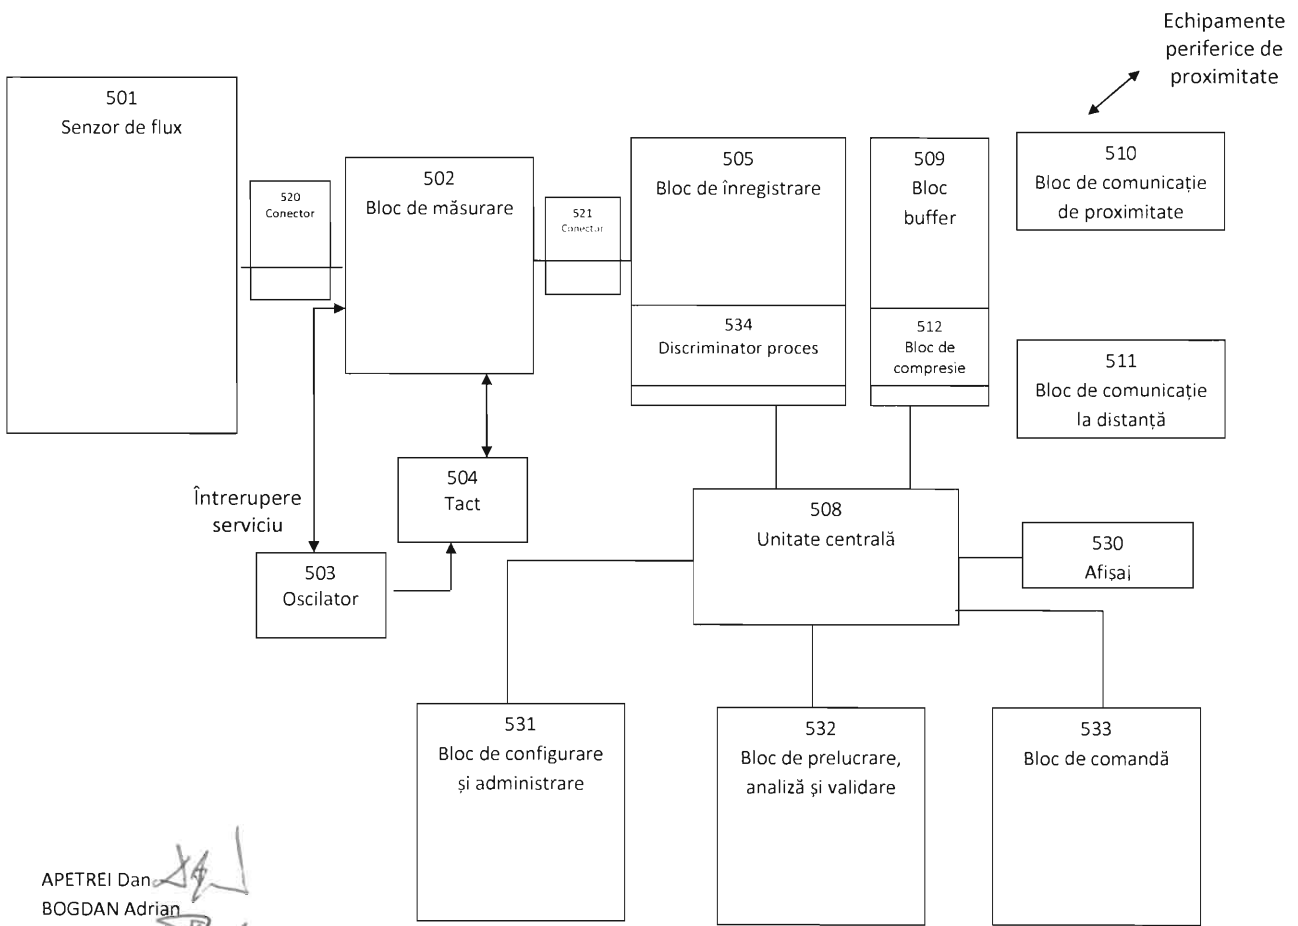 Echipamente
periferice de
proximitate
501
Senzor de flux
520
Conector
502
Bloc de măsurare
521
Conector
505
Bloc de înregistrare
534
Discriminator proces
509
Bloc
buffer
512
Bloc de
compresie
510
Bloc de comunicație
de proximitate
511
Bloc de comunicație
la distanță
Întrerupere
serviciu
504
Tact
503
Oscilator
508
Unitate centrală
530
Afișaj
531
Bloc de configurare
și administrare
532
Bloc de prelucrare,
analiză și validare
533
Bloc de comandă
APETREI Dan
BOGDAN Adrian